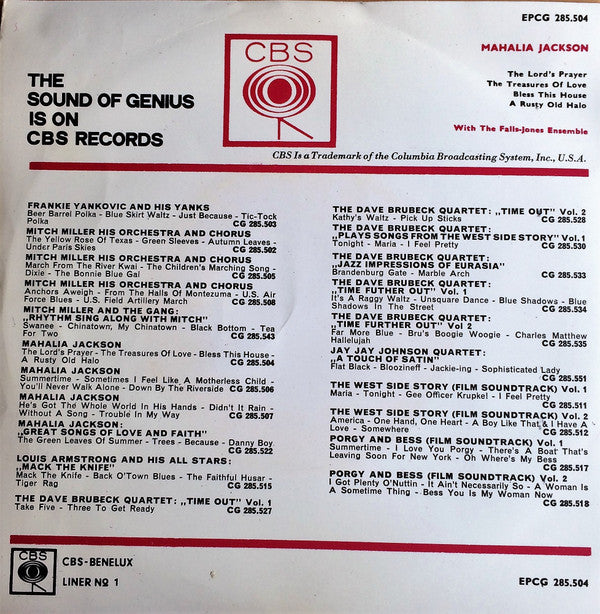 EPCG 285.504
CBS
MAHALIA JACKSON
The Lord's Prayer
The Treasures Of Love
Bless This House
A Rusty Old Halo
With The Falls-Jones Ensemble
THE
SOUND OF GENIUS
IS ON
CBS RECORDS
CBS Is a Trademark of the Columbia Broadcasting System, Inc., U.S.A.
FRANKIE YANKOVIC AND HIS YANKS
Beer Barrel Polka - Blue Skirt Waltz - Just Because - Tic-Tock
Polka CG 285.503
MITCH MILLER HIS ORCHESTRA AND CHORUS
The Yellow Rose Of Texas - Green Sleeves - Autumn Leaves -
Under Paris Skies CG 285.502
MITCH MILLER HIS ORCHESTRA AND CHORUS
March From The River Kwai - The Children's Marching Song -
Dixie - The Bonnie Blue Gal CG 285.505
MITCH MILLER HIS ORCHESTRA AND CHORUS
Anchors Aweigh - From The Halls Of Montezuma - U.S. Air
Force Blues - U.S. Field Artillery March CG 285.508
MITCH MILLER AND THE GANG:
„RHYTHM SING ALONG WITH MITCH"
Swanee - Chinatown, My Chinatown - Black Bottom - Tea
For Two CG 285.543
MAHALIA JACKSON
The Lord's Prayer - The Treasures Of Love - Bless This House -
A Rusty Old Halo CG 285.504
MAHALIA JACKSON
Summertime - Sometimes I Feel Like A Motherless Child -
You'll Never Walk Alone - Down By The Riverside CG 285.506
MAHALIA JACKSON
He's Got The Whole World In His Hands - Didn't It Rain -
Without A Song - Trouble In My Way CG 285.507
MAHALIA JACKSON:
„GREAT SONGS OF LOVE AND FAITH"
The Green Leaves Of Summer - Trees - Because - Danny Boy
CG 285.522
LOUIS ARMSTRONG AND HIS ALL STARS:
„MACK THE KNIFE"
Mack The Knife - Back O'Town Blues - The Faithful Husar -
Tiger Rag CG 285.515
THE DAVE BRUBECK QUARTET: „TIME OUT" Vol. 1
Take Five - Three To Get Ready CG 285.527
THE DAVE BRUBECK QUARTET: „TIME OUT" Vol. 2
Kathy's Waltz - Pick Up Sticks CG 285.528
THE DAVE BRUBECK QUARTET:
„PLAYS SONGS FROM THE WEST SIDE STORY" Vol. 1
Tonight - Maria - I Feel Pretty CG 285.530
THE DAVE BRUBECK QUARTET:
„JAZZ IMPRESSIONS OF EURASIA"
Brandenburg Gate - Marble Arch CG 285.533
THE DAVE BRUBECK QUARTET:
„TIME FUTHER OUT" Vol. 1
It's A Raggy Waltz - Unsquare Dance - Blue Shadows - Blue
Shadows In The Street CG 285.534
THE DAVE BRUBECK QUARTET:
„TIME FURTHER OUT" Vol 2
Far More Blue - Bru's Boogie Woogie - Charles Matthew
Hallelujah CG 285.535
JAY JAY JOHNSON QUARTET:
„A TOUCH OF SATIN"
Flat Black - Bloozineff - Jackie-ing - Sophisticated Lady
CG 285.551
THE WEST SIDE STORY (FILM SOUNDTRACK) Vol. 1
Maria - Tonight - Gee Officer Krupkel - I Feel Pretty
CG 285.511
THE WEST SIDE STORY (FILM SOUNDTRACK) Vol. 2
America - One Hand, One Heart - A Boy Like That & I Have A
Love - Somewhere CG 285.512
PORGY AND BESS (FILM SOUNDTRACK) Vol. 1
Summertime - I Love You Porgy - There's A Boat That's
Leaving Soon For New York - Oh Where's My Bess
CG 285.517
PORGY AND BESS (FILM SOUNDTRACK) Vol. 2
I Got Plenty O'Nuttin - It Ain't Necessarily So - A Woman Is
A Sometime Thing - Bess You Is My Woman Now
CG 285.518
CBS
CBS-BENELUX
LINER No 1
EPCG 285.504